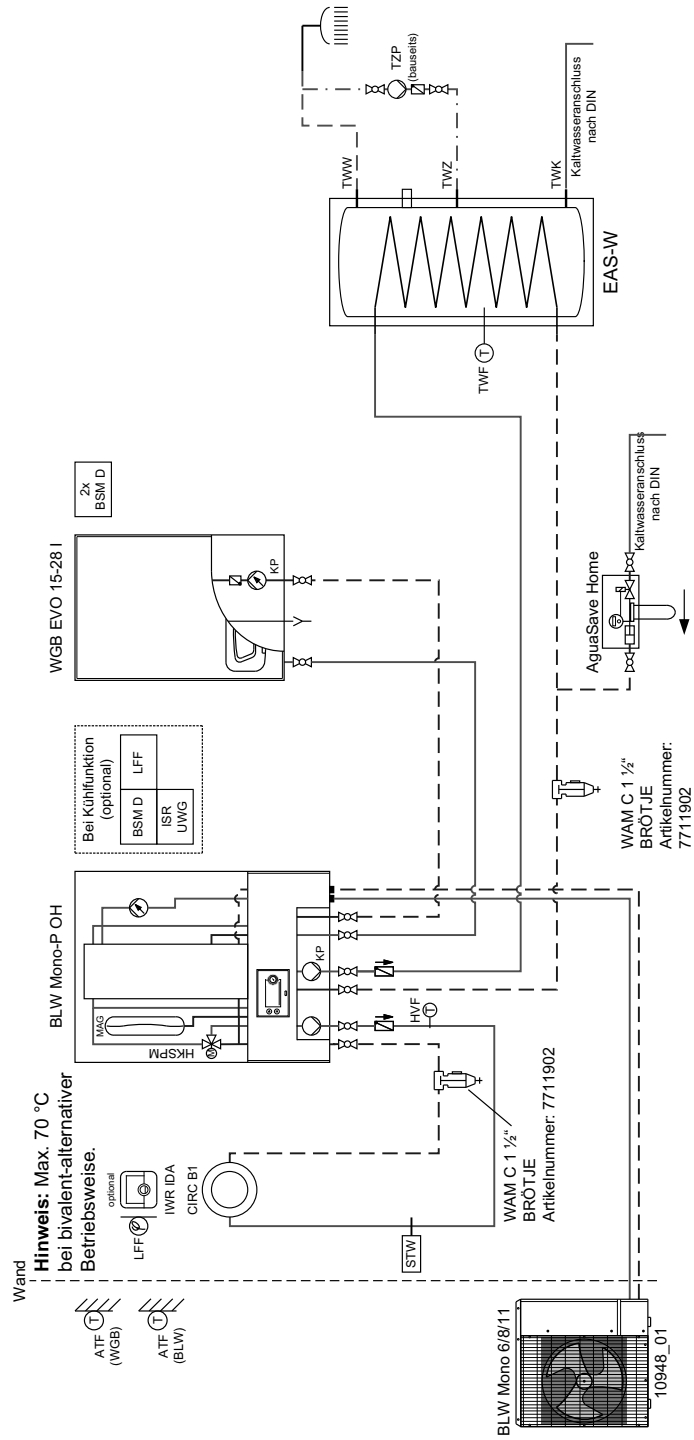 Wand
Hinweis: Max. 70 °C
bei bivalent-alternativer
Betriebsweise.
ATF
T
(WGB)
ATF
T
(BLW)
BLW Mono 6/8/11
10948_01
LFF
optional
IWR IDA
CIRC B1
STW
WAM C 1 ½“
BRÖTJE
Artikelnummer: 7711902
BLW Mono-P OH
MAG
HKSPM
M
KP
HVF
T
Bei Kühlfunktion
(optional)
BSM D
LFF
ISR
UWG
WGB EVO 15-28 I
KP
2x
BSM D
WAM C 1 ½“
BRÖTJE
Artikelnummer:
7711902
AguaSave Home
Kaltwasseranschluss
nach DIN
TWF
T
EAS-W
TWW
TWZ
TWK
TZP
(bauseits)
Kaltwasseranschluss
nach DIN